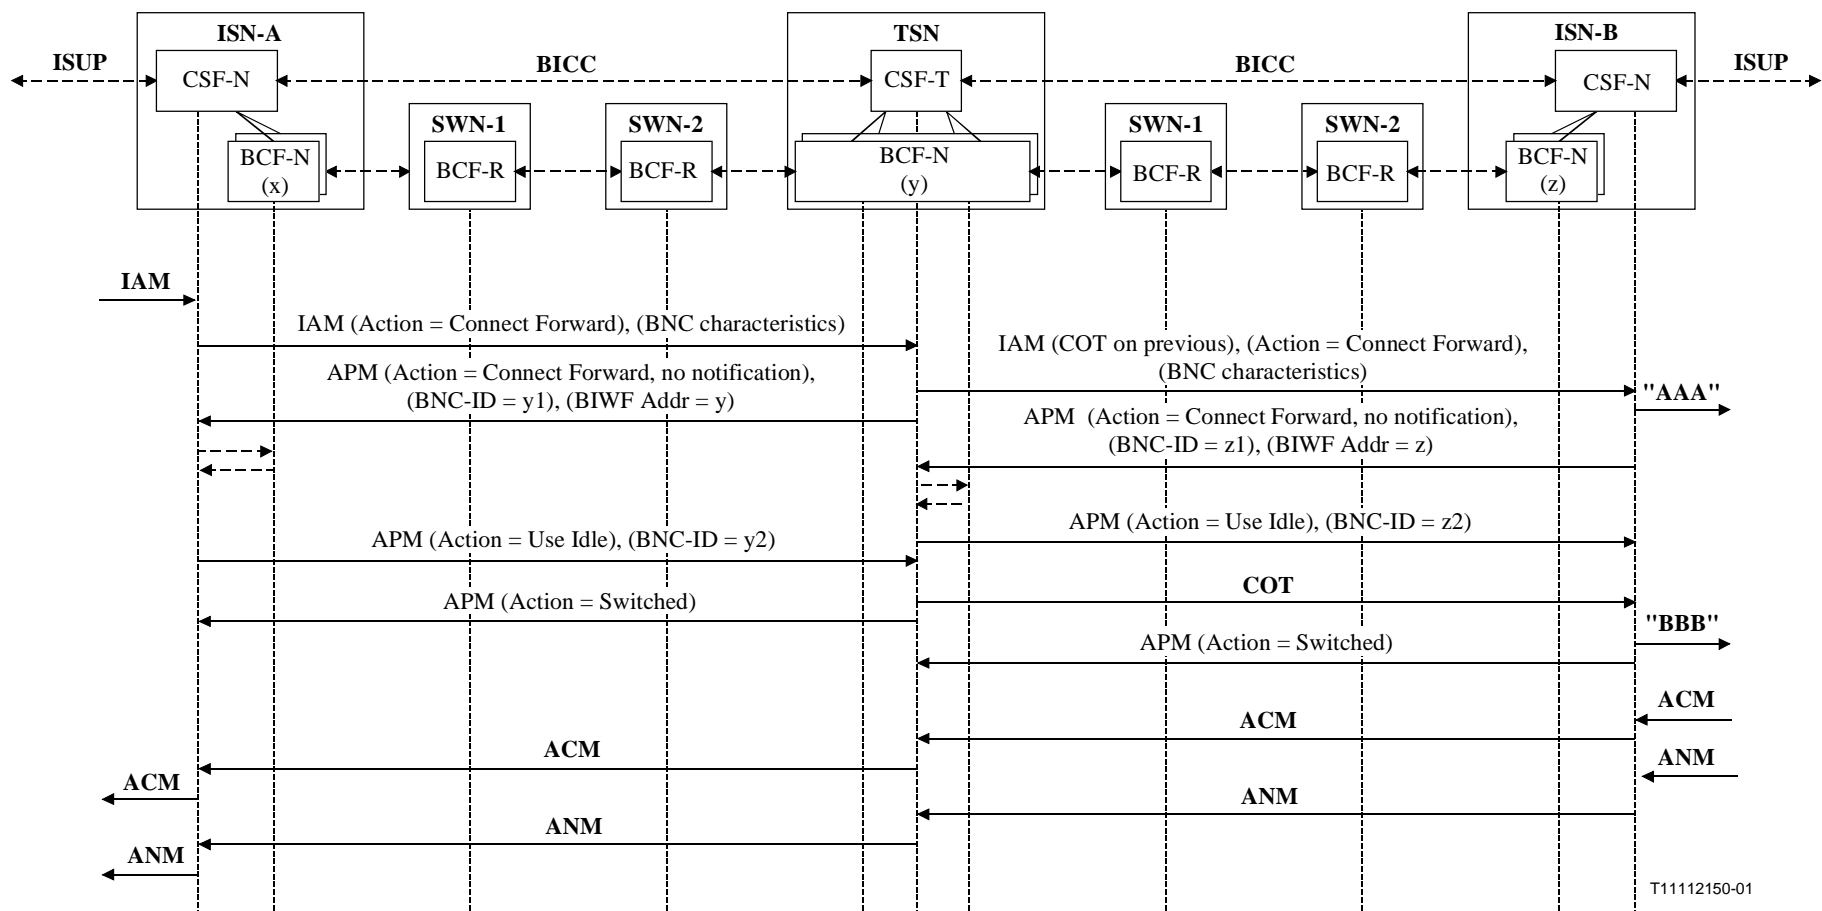 ISN-A
TSN
ISN-B
ISUP
CSF-N
BICC
CSF-T
BICC
CSF-N
ISUP
SWN-1
SWN-2
SWN-1
SWN-2
BCF-N
(x)
BCF-R
BCF-R
BCF-N
(y)
BCF-R
BCF-R
BCF-N
(z)
IAM
IAM (Action = Connect Forward), (BNC characteristics)
IAM (COT on previous), (Action = Connect Forward),
(BNC characteristics)
APM (Action = Connect Forward, no notification),
(BNC-ID = y1), (BIWF Addr = y)
"AAA"
APM (Action = Connect Forward, no notification),
(BNC-ID = z1), (BIWF Addr = z)
APM (Action = Use Idle), (BNC-ID = z2)
APM (Action = Use Idle), (BNC-ID = y2)
COT
APM (Action = Switched)
"BBB"
APM (Action = Switched)
ACM
ACM
ACM
ANM
ACM
ANM
ANM
ANM
T11112150-01